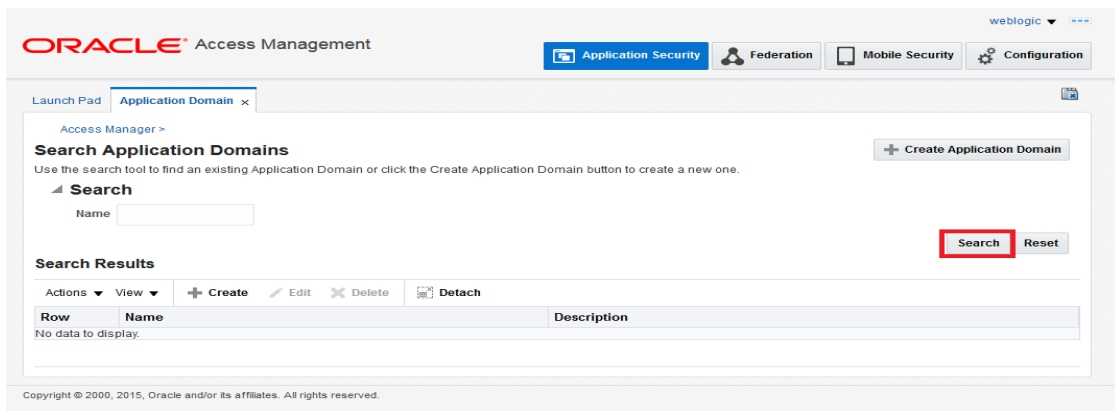 weblogic
ORACLE® Access Management
Application Security Federation Mobile Security Configuration
Launch Pad Application Domain x
Access Manager >
Search Application Domains
Create Application Domain
Use the search tool to find an existing Application Domain or click the Create Application Domain button to create a new one.
Search
Name
Search Reset
Search Results
Actions View Create Edit Delete Detach
Row Name Description
No data to display.
Copyright © 2000, 2015, Oracle and/or its affiliates. All rights reserved.